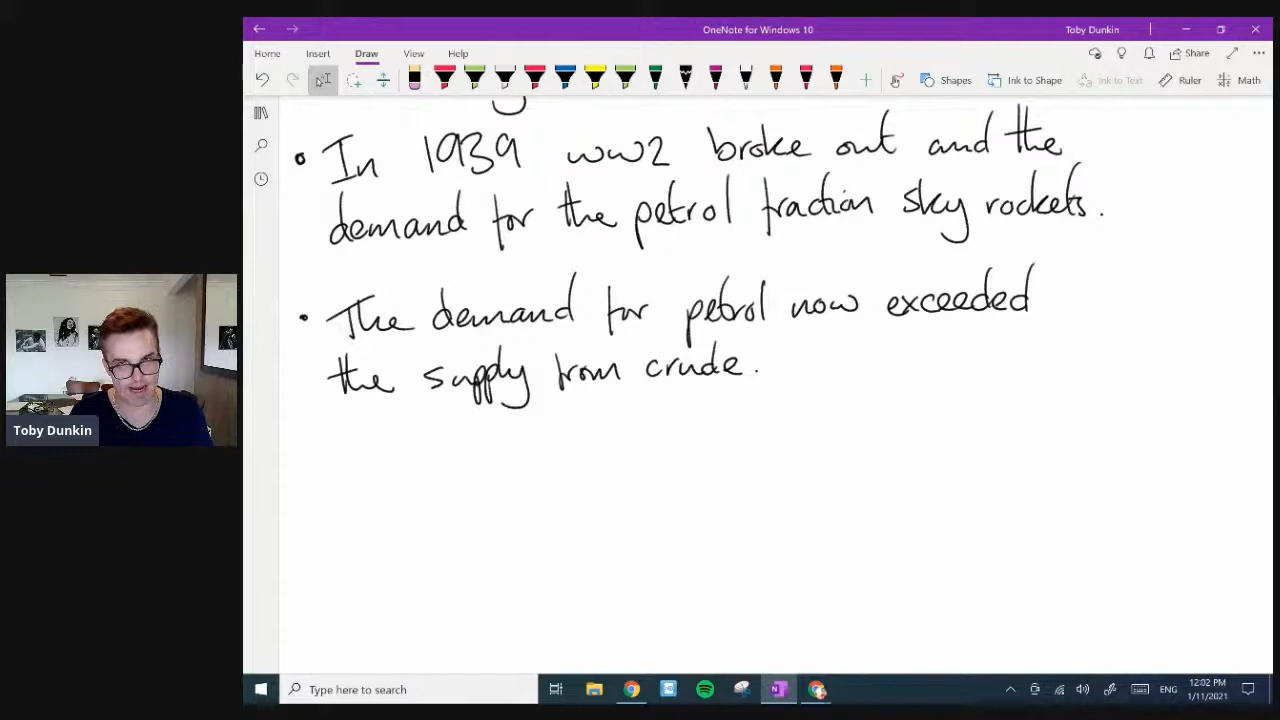 OneNote for Windows 10
Toby Dunkin
Home Insert Draw View Help
Share
Shapes Ink to Shape Ink to Text Ruler Math
• In 1939 WW2 broke out and the
demand for the petrol fraction sky rockets.
• The demand for petrol now exceeded
the supply from crude.
Toby Dunkin
Type here to search
ENG
12:02 PM
1/11/2021